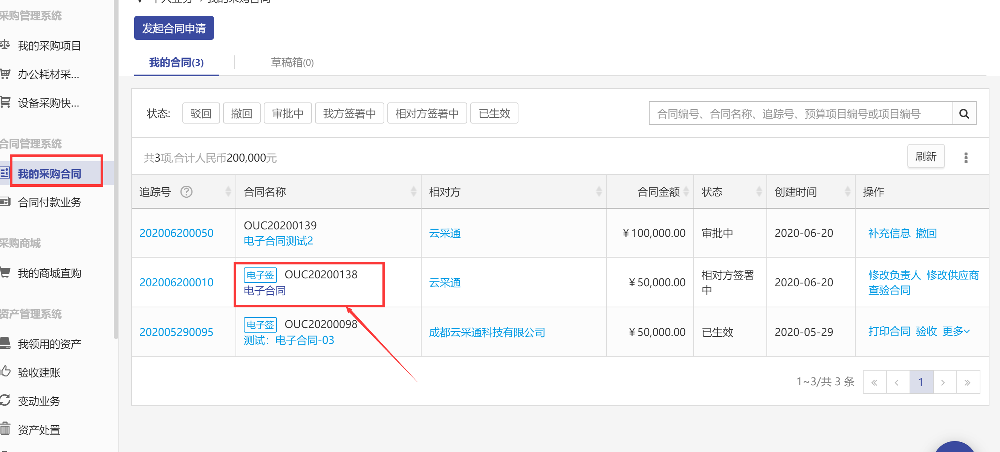 采购管理系统
我的采购项目
办公耗材采...
设备采购快...
合同管理系统
我的采购合同
合同付款业务
采购商城
我的商城直购
资产管理系统
我领用的资产
验收建账
变动业务
资产处置
个人业务 › 我的采购合同
发起合同申请
我的合同(3)
草稿箱(0)
状态: 驳回 撤回 审批中 我方签署中 相对方签署中 已生效
合同编号、合同名称、追踪号、预算项目编号或项目编号
共3项,合计人民币200,000元
刷新
追踪号 ? 合同名称 相对方 合同金额 状态 创建时间 操作
202006200050
OUC20200139
电子合同测试2
云采通
¥ 100,000.00
审批中
2020-06-20
补充信息 撤回
202006200010
电子签 OUC20200138
电子合同
云采通
¥ 50,000.00
相对方签署
中
2020-06-20
修改负责人 修改供应商
查验合同
202005290095
电子签 OUC20200098
测试：电子合同-03
成都云采通科技有限公司
¥ 50,000.00
已生效
2020-05-29
打印合同 验收 更多
1~3/共 3 条 « ‹ 1 › »